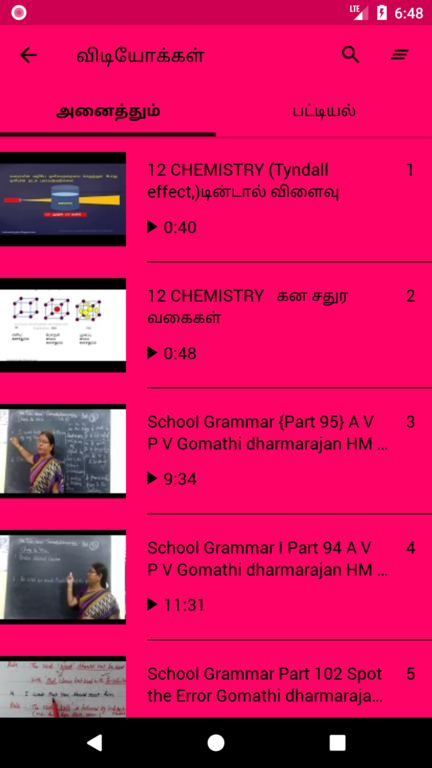 LTE 6:48
விடியோக்கள்
அனைத்தும் பட்டியல்
12 CHEMISTRY (Tyndall 1
effect,)டின்டால் விளைவு
0:40
12 CHEMISTRY கன சதுர 2
வகைகள்
0:48
School Grammar {Part 95} A V 3
P V Gomathi dharmarajan HM ...
9:34
School Grammar I Part 94 A V 4
P V Gomathi dharmarajan HM ...
11:31
School Grammar Part 102 Spot 5
the Error Gomathi dharmaraja...